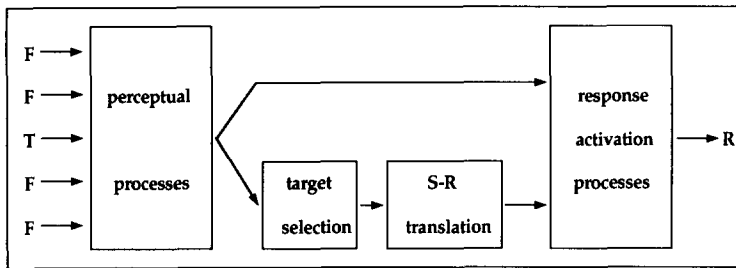 F
F
T
F
F
perceptual
processes
target
selection
S-R
translation
response
activation
processes
R